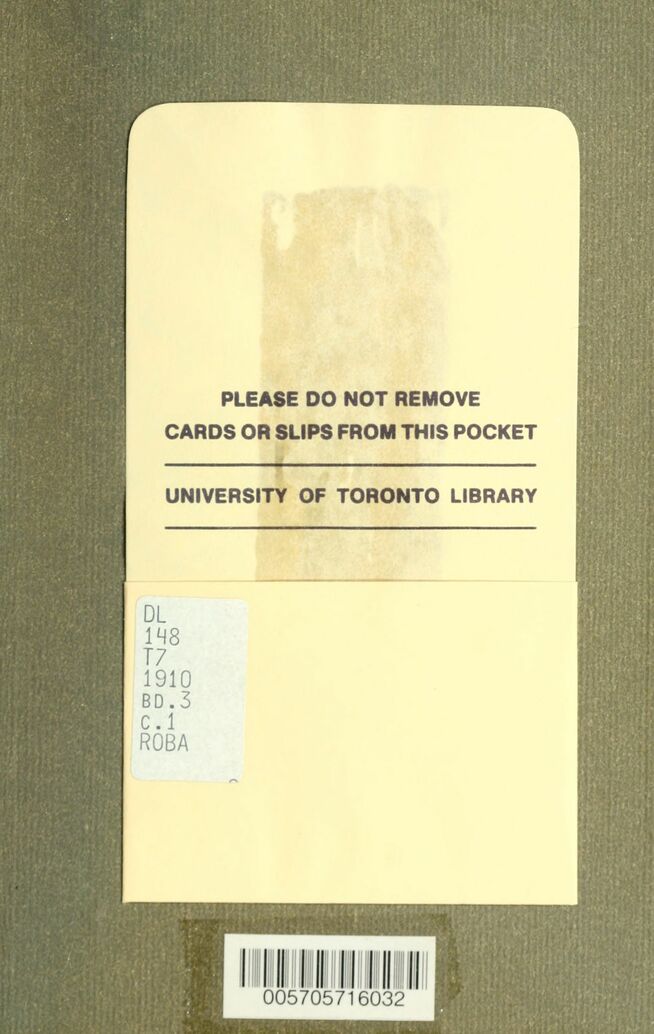 PLEASE DO NOT REMOVE
CARDS OR SLIPS FROM THIS POCKET
UNIVERSITY OF TORONTO LIBRARY
DL
148
T7
1910
BD.3
C.1
ROBA
005705716032